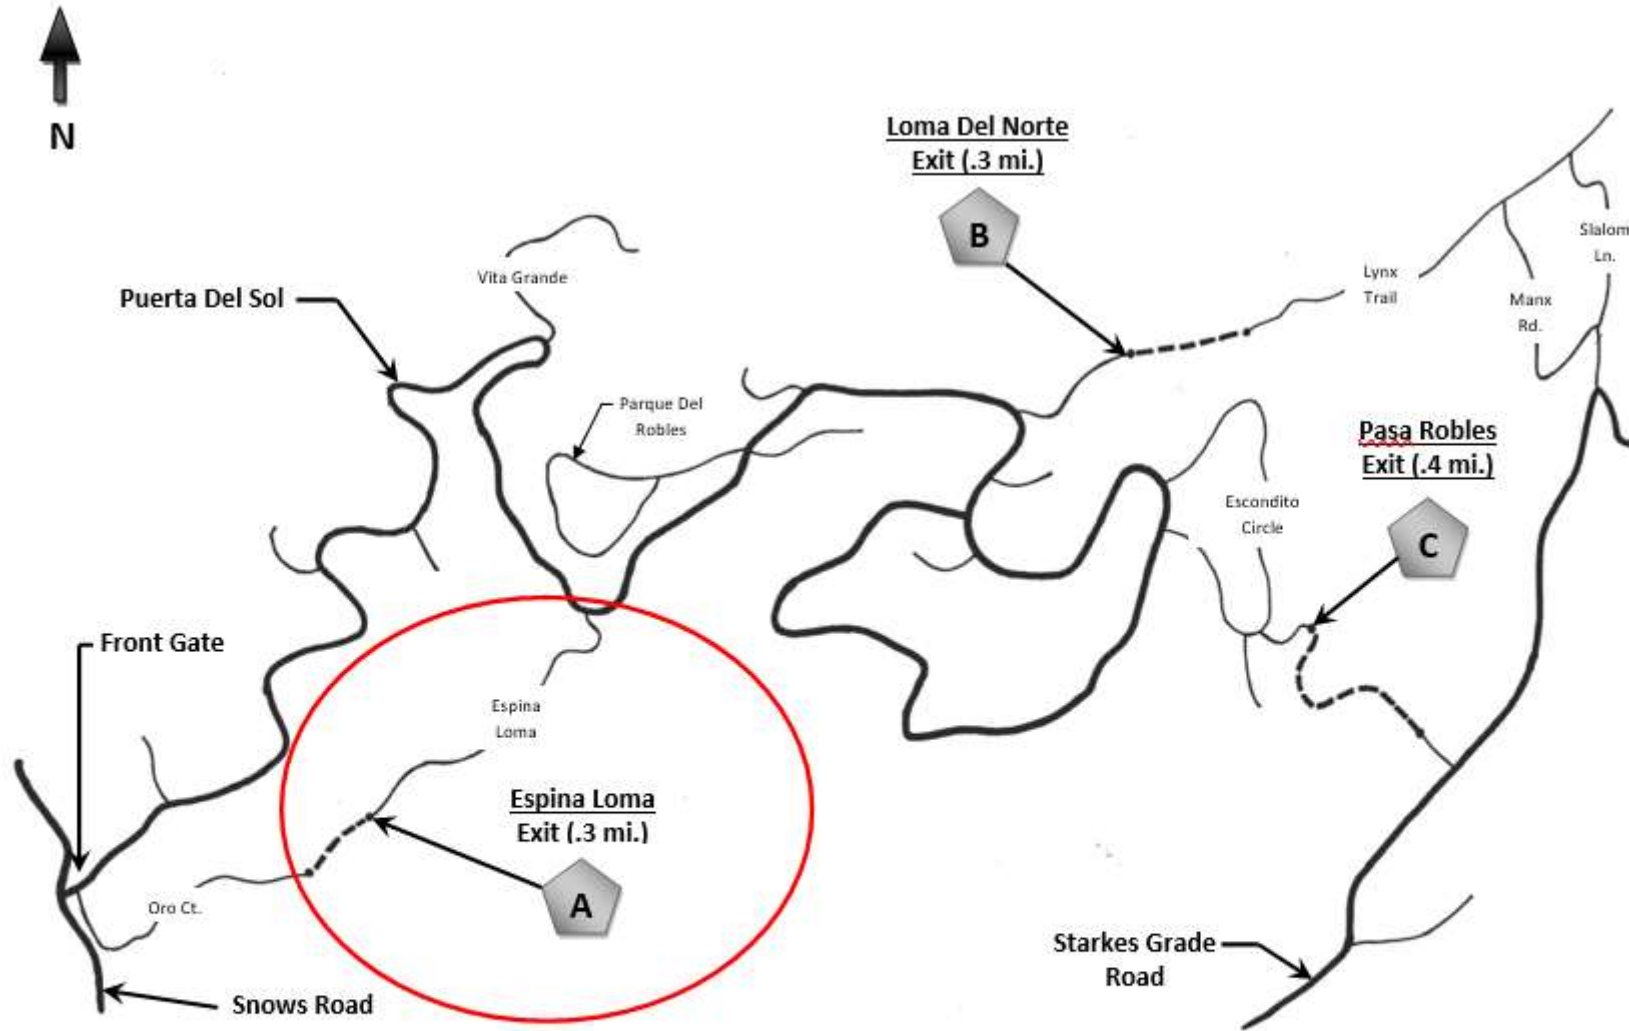 N
Loma Del Norte
Exit (.3 mi.)
B
Vita Grande
Puerta Del Sol
Slalom
Ln.
Lynx
Trail
Manx
Rd.
Parque Del
Robles
Pasa Robles
Exit (.4 mi.)
C
Escondito
Circle
Front Gate
Espina
Loma
Espina Loma
Exit (.3 mi.)
A
Oro Ct.
Snows Road
Starkes Grade
Road